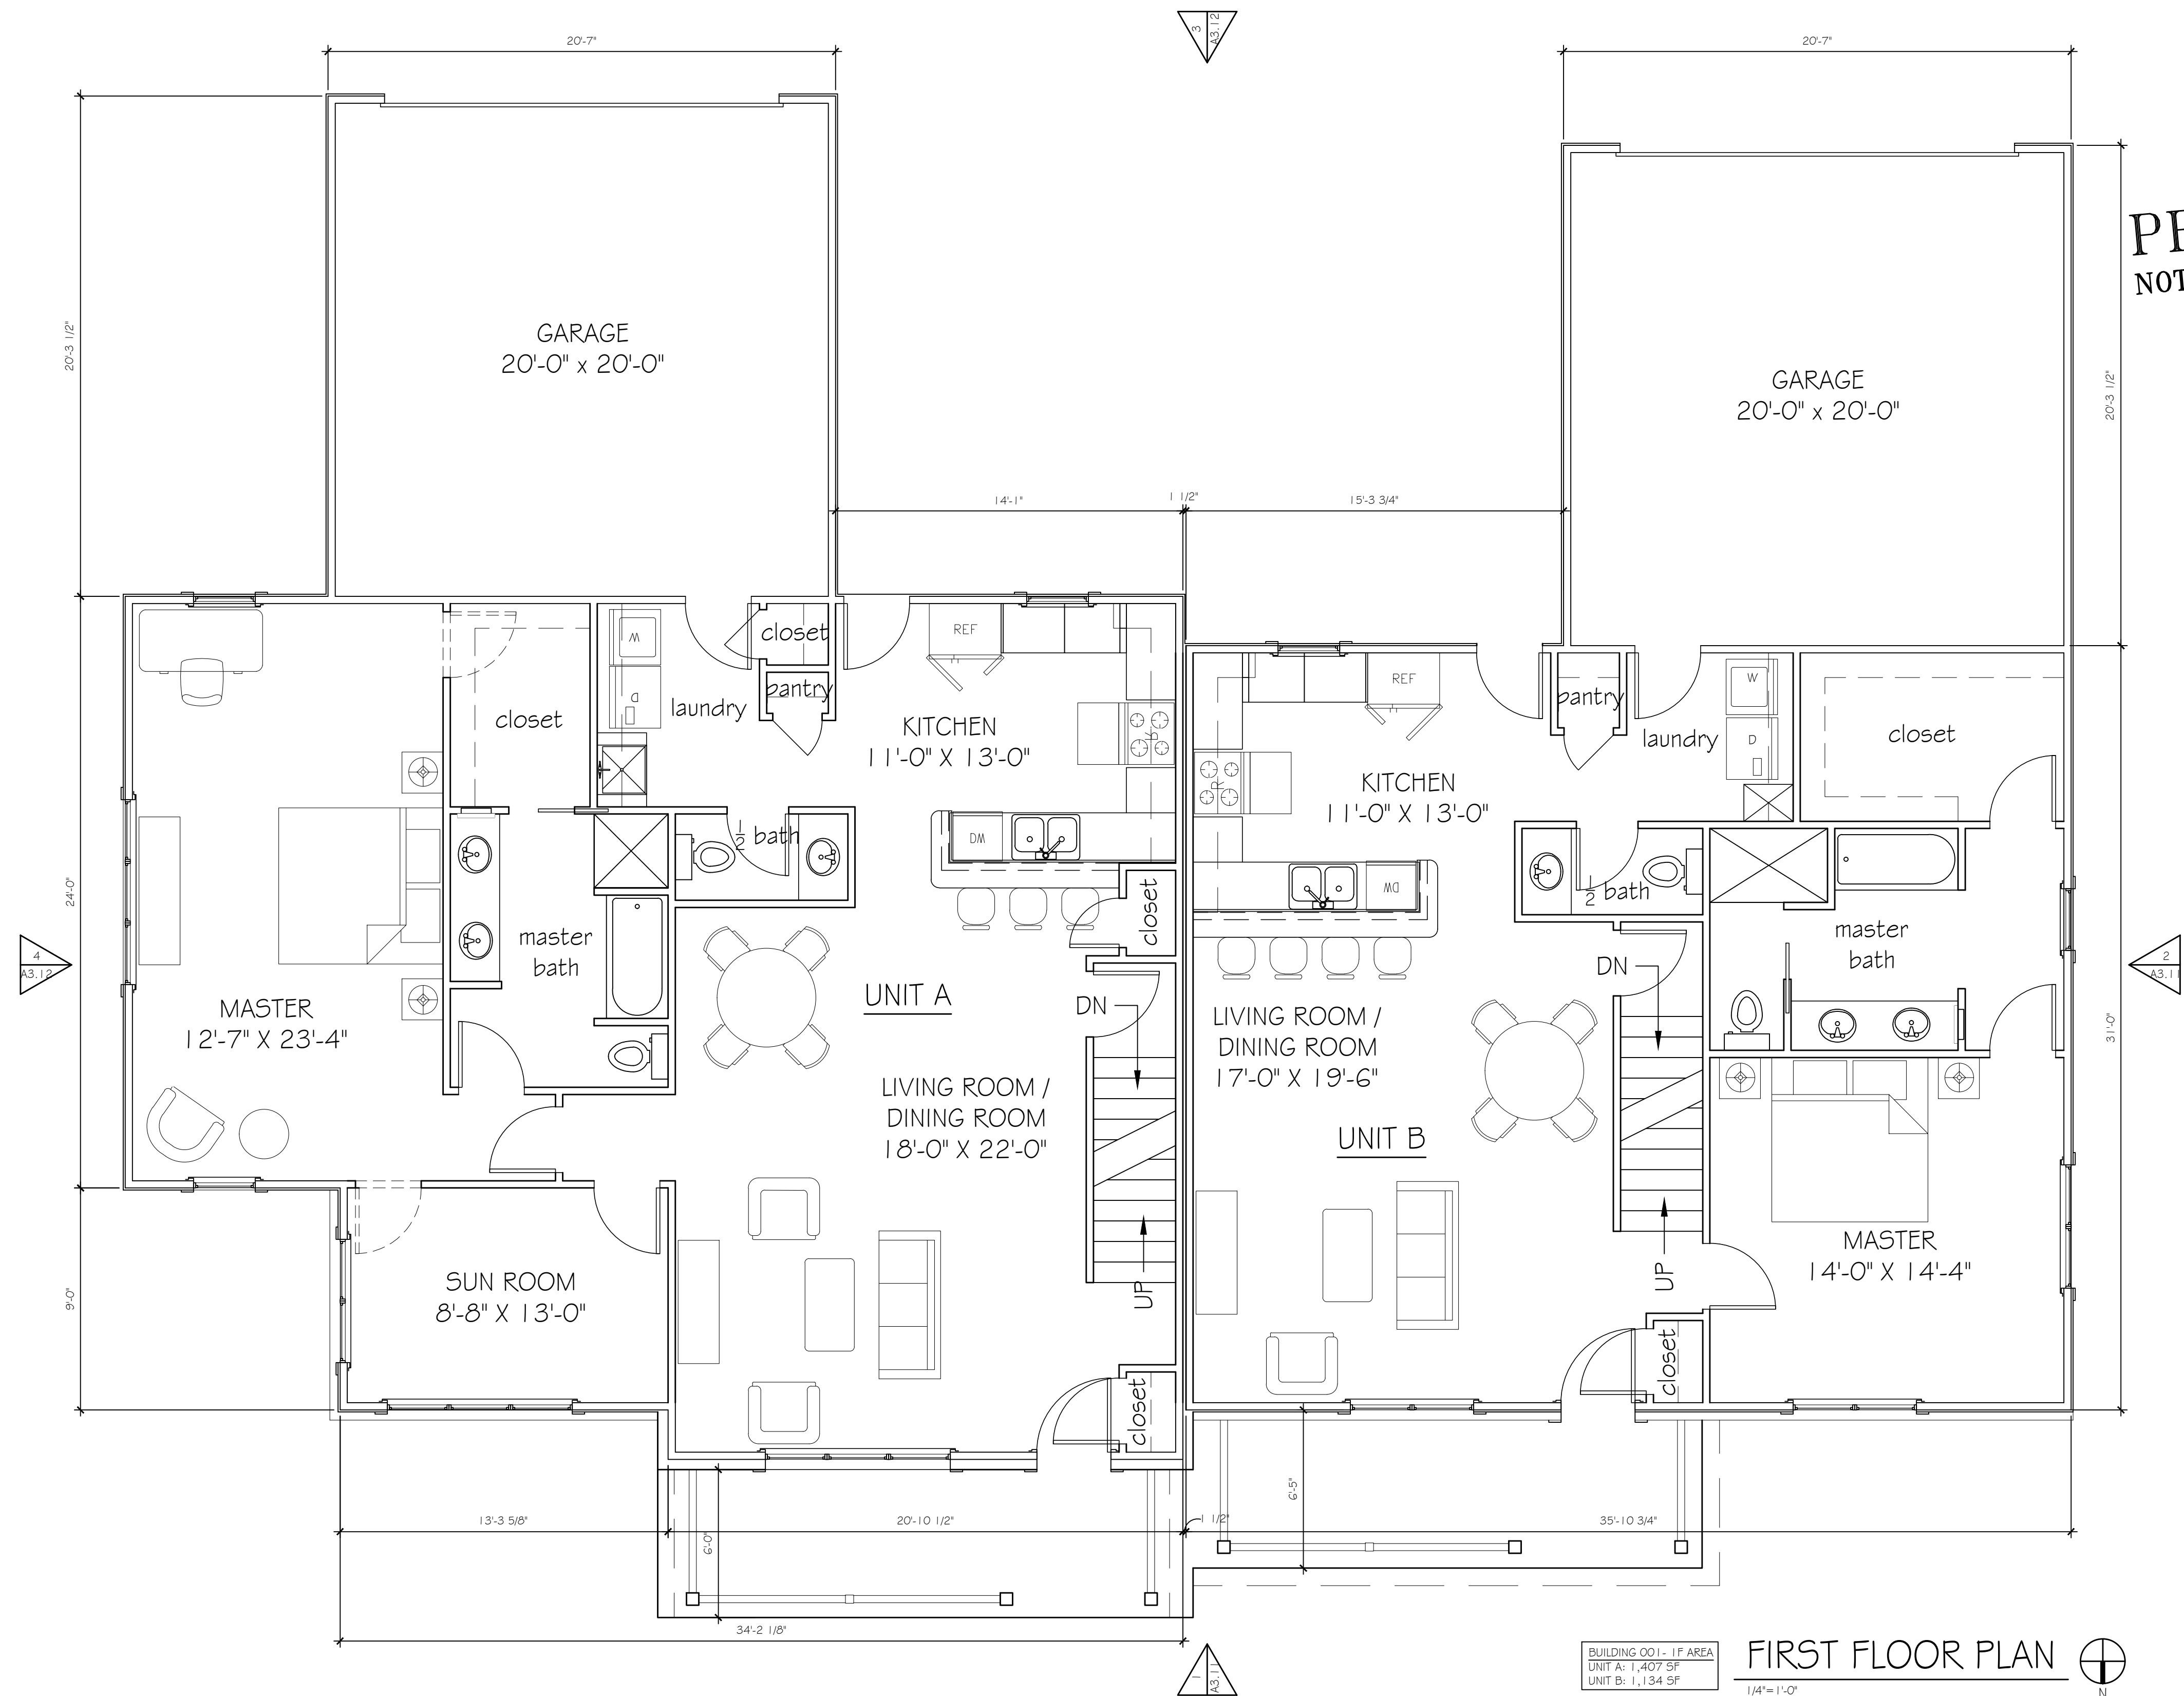 3
A3.12
20'-7"
20'-7"
PR
NOT
GARAGE
20'-0" x 20'-0"
20'-3 1/2"
GARAGE
20'-0" x 20'-0"
20'-3 1/2"
14'-1"
1 1/2"
15'-3 3/4"
W
D
closet
REF
pantry
closet
laundry
KITCHEN
11'-0" X 13'-0"
R
REF
pantry
W
D
laundry
closet
KITCHEN
11'-0" X 13'-0"
R
1/2 bath
DW
closet
DW
1/2 bath
24'-0"
master
bath
master
bath
4
A3.12
2
A3.11
MASTER
12'-7" X 23'-4"
UNIT A
DN
DN
LIVING ROOM /
DINING ROOM
17'-0" X 19'-6"
31'-0"
LIVING ROOM /
DINING ROOM
18'-0" X 22'-0"
UNIT B
SUN ROOM
8'-8" X 13'-0"
9'-0"
UP
UP
MASTER
14'-0" X 14'-4"
closet
closet
6'-5"
13'-3 5/8"
20'-10 1/2"
1 1/2"
35'-10 3/4"
6'-0"
34'-2 1/8"
1
A3.11
BUILDING 001- 1F AREA
UNIT A: 1,407 SF
UNIT B: 1,134 SF
FIRST FLOOR PLAN
1/4"=1'-0"
N